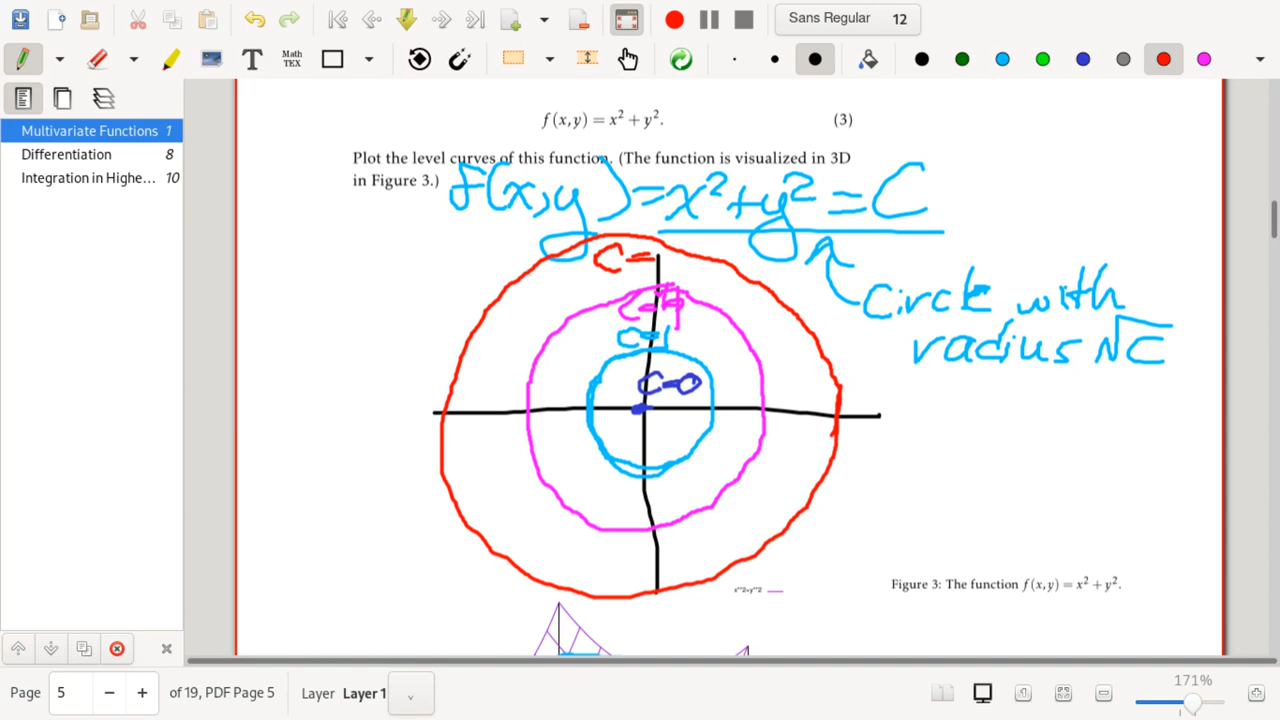 Sans Regular 12
T Math TEX
Multivariate Functions 1
Differentiation 8
Integration in Highe... 10
f(x,y) = x² + y². (3)
Plot the level curves of this function. (The function is visualized in 3D
in Figure 3.)
f(x,y)=x²+y²=C
Circle with
radius √C
C=
C=4
C=1
C=0
x**2+y**2
Figure 3: The function f(x,y) = x² + y².
Page 5 − + of 19, PDF Page 5 Layer Layer 1 171%